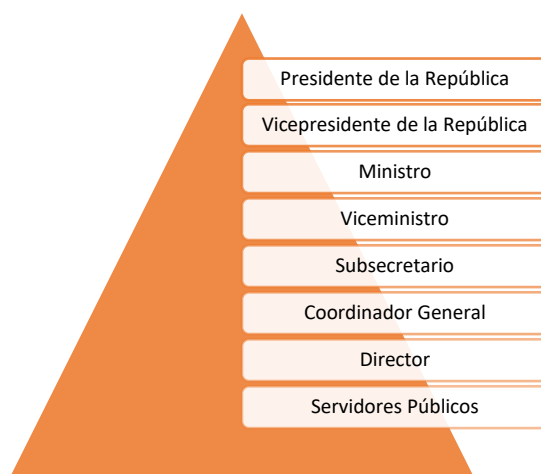 Presidente de la República
Vicepresidente de la República
Ministro
Viceministro
Subsecretario
Coordinador General
Director
Servidores Públicos